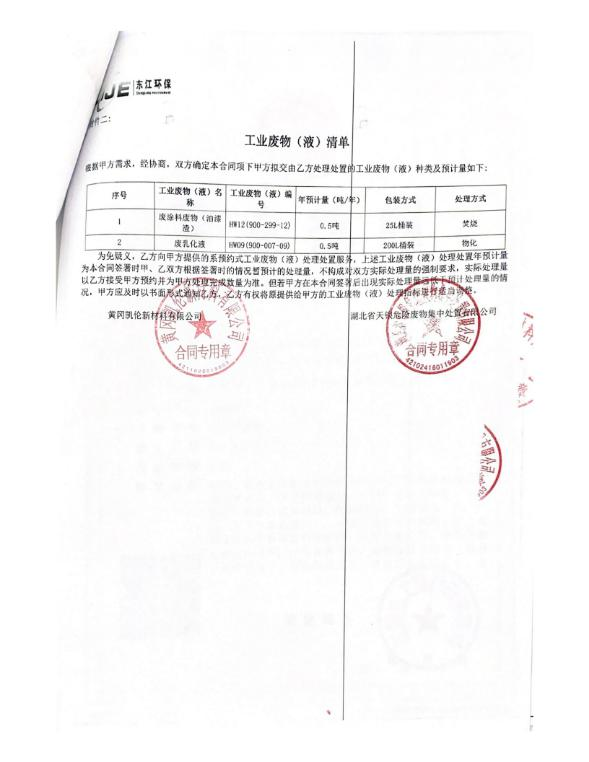 JE 东江环保
附件二：
工业废物（液）清单
根据甲方需求，经协商，双方确定本合同项下甲方拟交由乙方处理处置的工业废物（液）种类及预计量如下：
序号 工业废物（液）名称 工业废物（液）编号 年预计量（吨/年） 包装方式 处理方式
1 废涂料废物（油漆渣） HW12(900-299-12) 0.5吨 25L桶装 焚烧
2 废乳化液 HW09(900-007-09) 0.5吨 200L桶装 物化
为免疑义，乙方向甲方提供的系预约式工业废物（液）处理处置服务，上述工业废物（液）处理处置年预计量
为本合同签署时甲、乙双方根据签署时的情况暂预计的处理量，不构成对双方实际处理量的强制要求，实际处理量
以乙方接受甲方预约并为甲方处理完成数量为准。但若甲方在本合同签署后出现实际处理量远低于预计处理量的情
况，甲方应及时以书面形式通知乙方，乙方有权将原提供给甲方的工业废物（液）处理指标进行适当调整。
黄冈凯伦新材料有限公司 湖北省天银危险废物集中处置有限公司
合同专用章 合同专用章
42102418011903